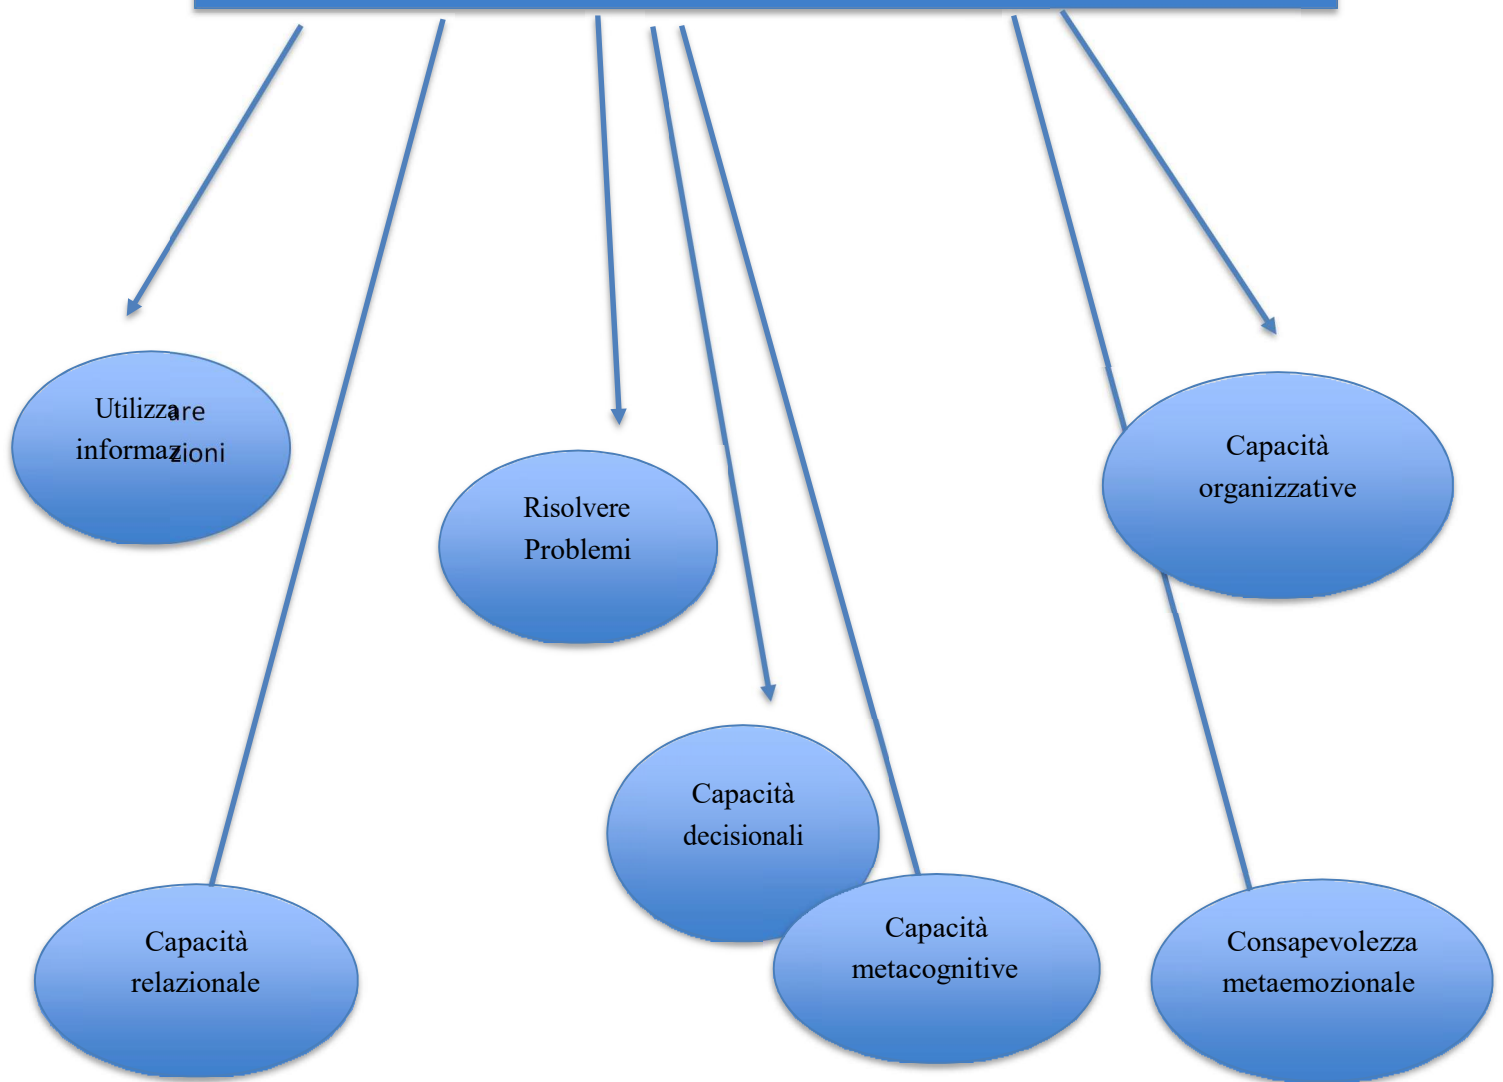 Utilizzare
informazioni
Risolvere
Problemi
Capacità
organizzative
Capacità
decisionali
Capacità
relazionale
Capacità
metacognitive
Consapevolezza
metaemozionale